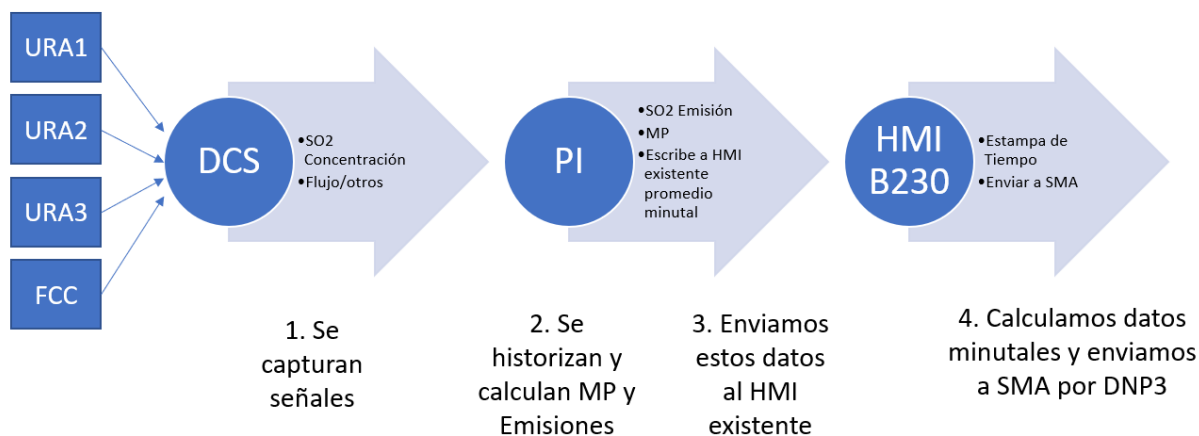 URA1
URA2
URA3
FCC
DCS
•SO2
Concentración
•Flujo/otros
PI
•SO2 Emisión
•MP
•Escribe a HMI
existente
promedio
minutal
HMI
B230
•Estampa de
Tiempo
•Enviar a SMA
1. Se
capturan
señales
2. Se
historizan y
calculan MP y
Emisiones
3. Enviamos
estos datos
al HMI
existente
4. Calculamos datos
minutales y enviamos
a SMA por DNP3